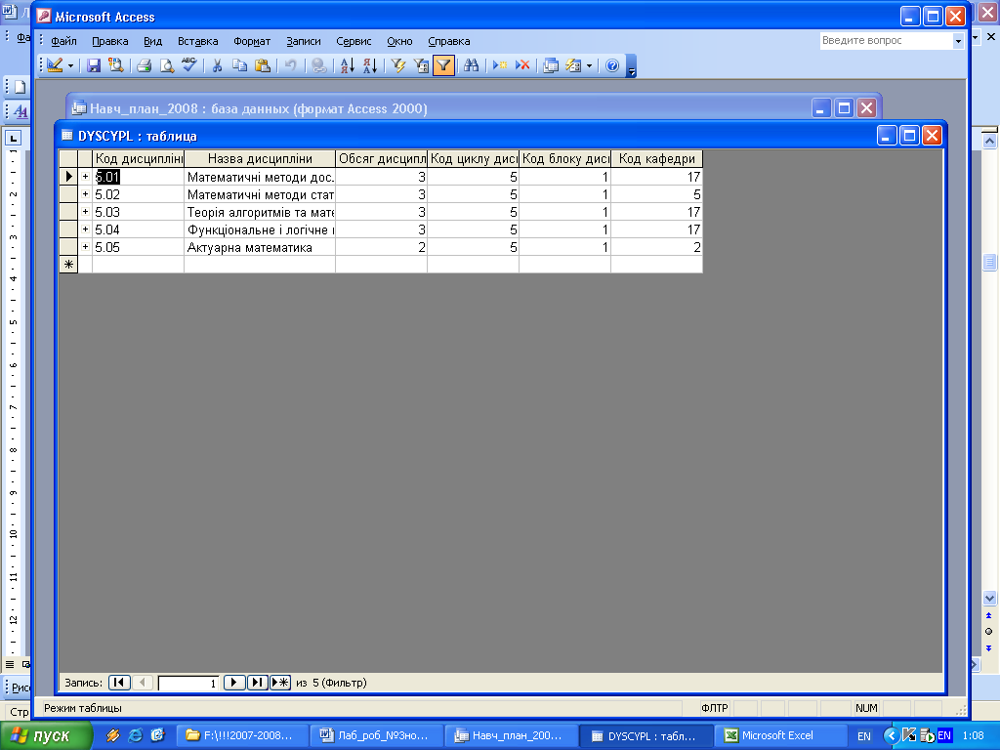 Microsoft Access
Файл Правка Вид Вставка Формат Записи Сервис Окно Справка
Введите вопрос
Навч_план_2008 : база данных (формат Access 2000)
DYSCYPL : таблица
Код дисципліни Назва дисципліни Обсяг дисципл Код циклу дисц Код блоку дисц Код кафедри
5.01 Математичні методи дос. 3 5 1 17
5.02 Математичні методи стат 3 5 1 5
5.03 Теорія алгоритмів та мате 3 5 1 17
5.04 Функціональне і логічне 3 5 1 17
5.05 Актуарна математика 2 5 1 2
Запись: 1 из 5 (Фильтр)
Режим таблицы ФЛТР NUM
Стр
пуск F:\!!!2007-2008... Лаб_роб_№3но... Навч_план_200... DYSCYPL : табл... Microsoft Excel EN EN 1:08